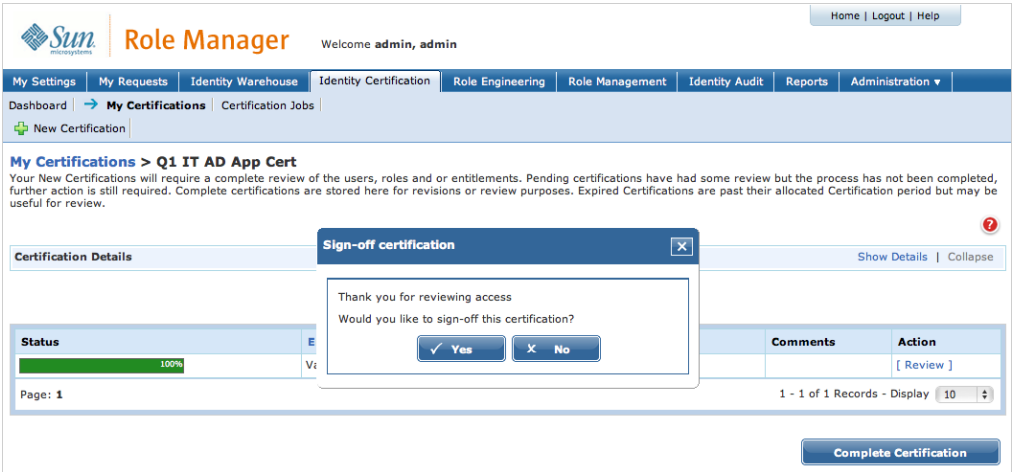 Home | Logout | Help
Sun
microsystems
Role Manager
Welcome admin, admin
My Settings My Requests Identity Warehouse Identity Certification Role Engineering Role Management Identity Audit Reports Administration
Dashboard My Certifications Certification Jobs
New Certification
My Certifications > Q1 IT AD App Cert
Your New Certifications will require a complete review of the users, roles and or entitlements. Pending certifications have had some review but the process has not been completed,
further action is still required. Complete certifications are stored here for revisions or review purposes. Expired Certifications are past their allocated Certification period but may be
useful for review.
?
Sign-off certification
Certification Details Show Details | Collapse
Thank you for reviewing access
Would you like to sign-off this certification?
Yes No
Status Comments Action
100% [ Review ]
Page: 1 1 - 1 of 1 Records - Display 10
Complete Certification